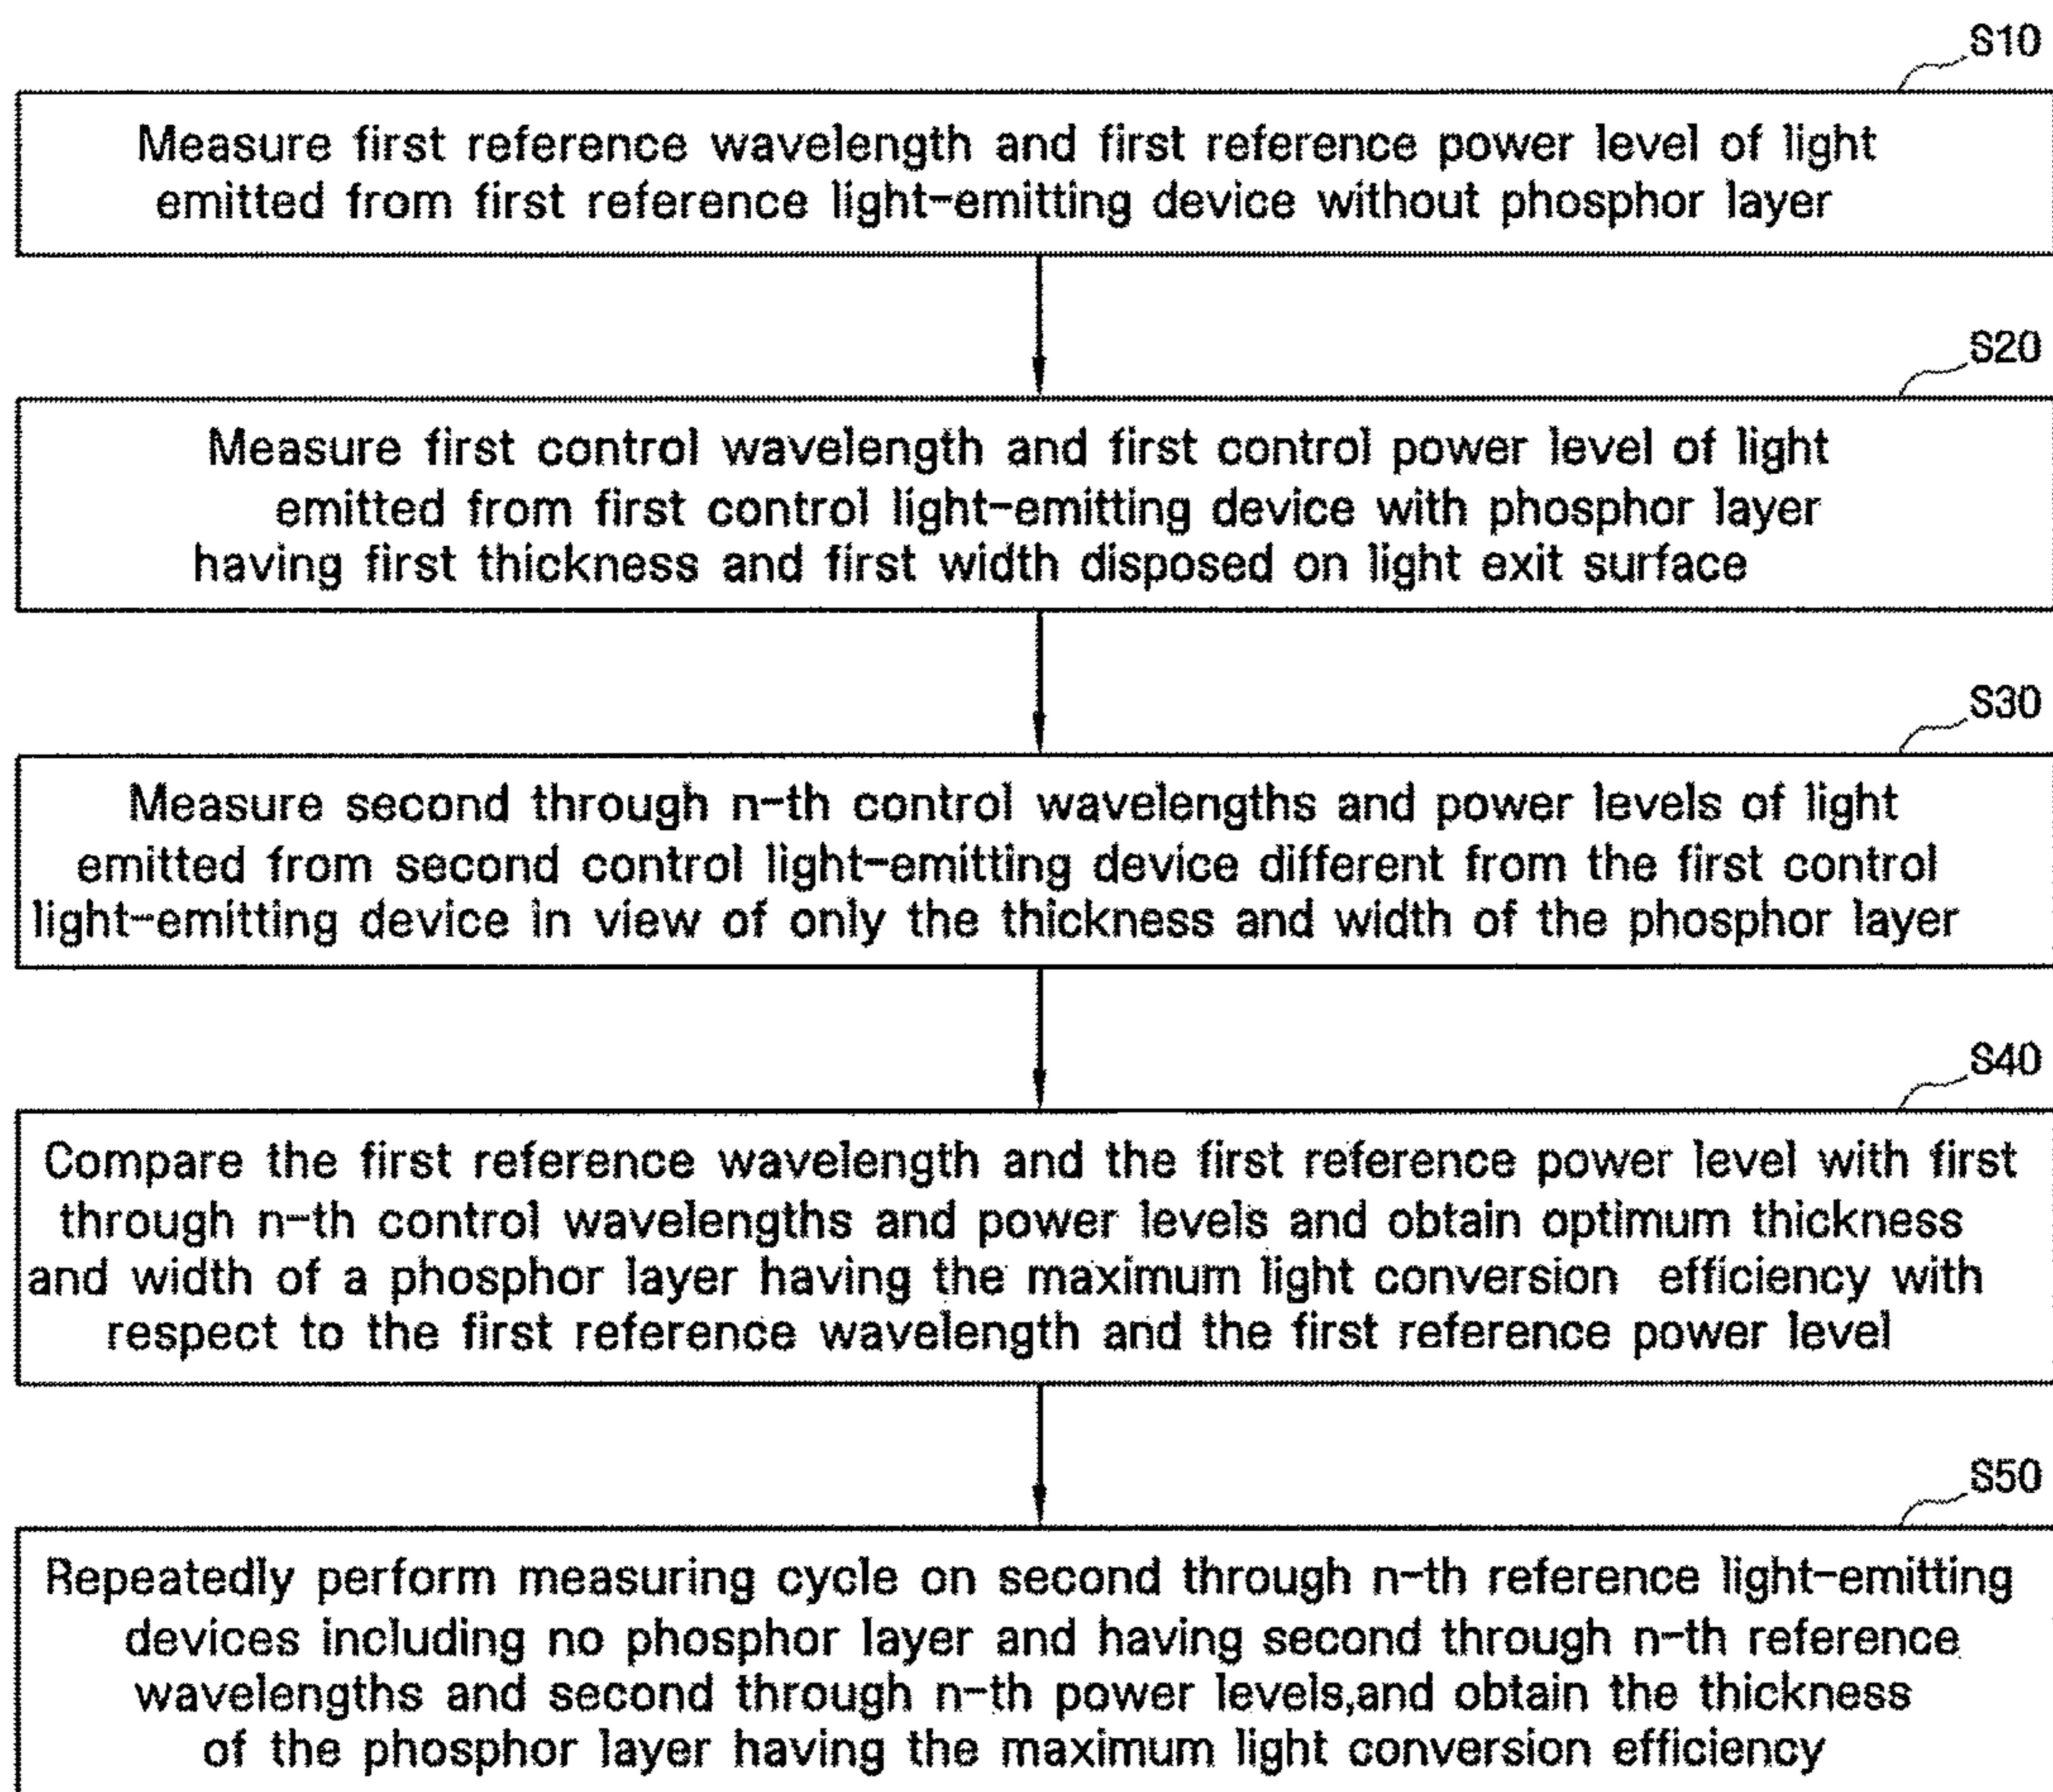 S10
Measure first reference wavelength and first reference power level of light
emitted from first reference light-emitting device without phosphor layer
S20
Measure first control wavelength and first control power level of light
emitted from first control light-emitting device with phosphor layer
having first thickness and first width disposed on light exit surface
S30
Measure second through n-th control wavelengths and power levels of light
emitted from second control light-emitting device different from the first control
light-emitting device in view of only the thickness and width of the phosphor layer
S40
Compare the first reference wavelength and the first reference power level with first
through n-th control wavelengths and power levels and obtain optimum thickness
and width of a phosphor layer having the maximum light conversion efficiency with
respect to the first reference wavelength and the first reference power level
S50
Repeatedly perform measuring cycle on second through n-th reference light-emitting
devices including no phosphor layer and having second through n-th reference
wavelengths and second through n-th power levels,and obtain the thickness
of the phosphor layer having the maximum light conversion efficiency